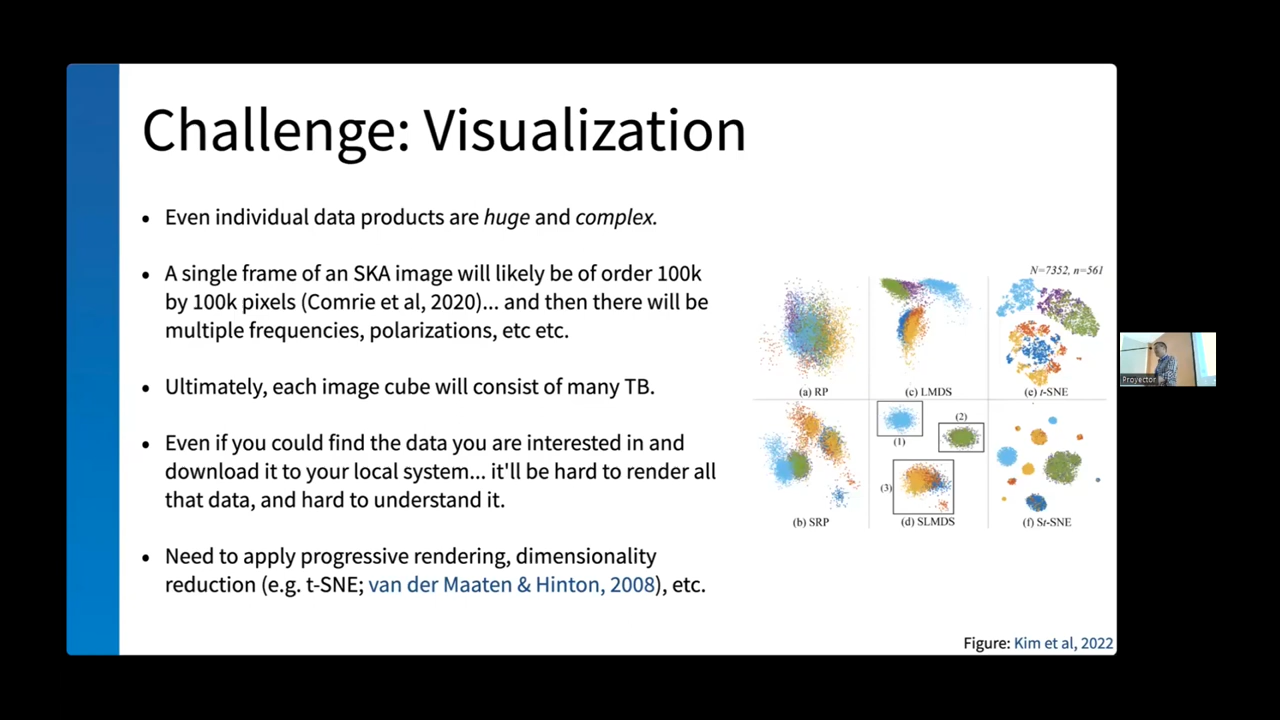 Challenge: Visualization
• Even individual data products are huge and complex.
• A single frame of an SKA image will likely be of order 100k
by 100k pixels (Comrie et al, 2020)... and then there will be
multiple frequencies, polarizations, etc etc.
• Ultimately, each image cube will consist of many TB.
• Even if you could find the data you are interested in and
download it to your local system... it'll be hard to render all
that data, and hard to understand it.
• Need to apply progressive rendering, dimensionality
reduction (e.g. t-SNE; van der Maaten & Hinton, 2008), etc.
N=7352, n=561
(a) RP
(c) LMDS
(e) t-SNE
(1)
(2)
(3)
(b) SRP
(d) SLMDS
(f) St-SNE
Figure: Kim et al, 2022
Proyector